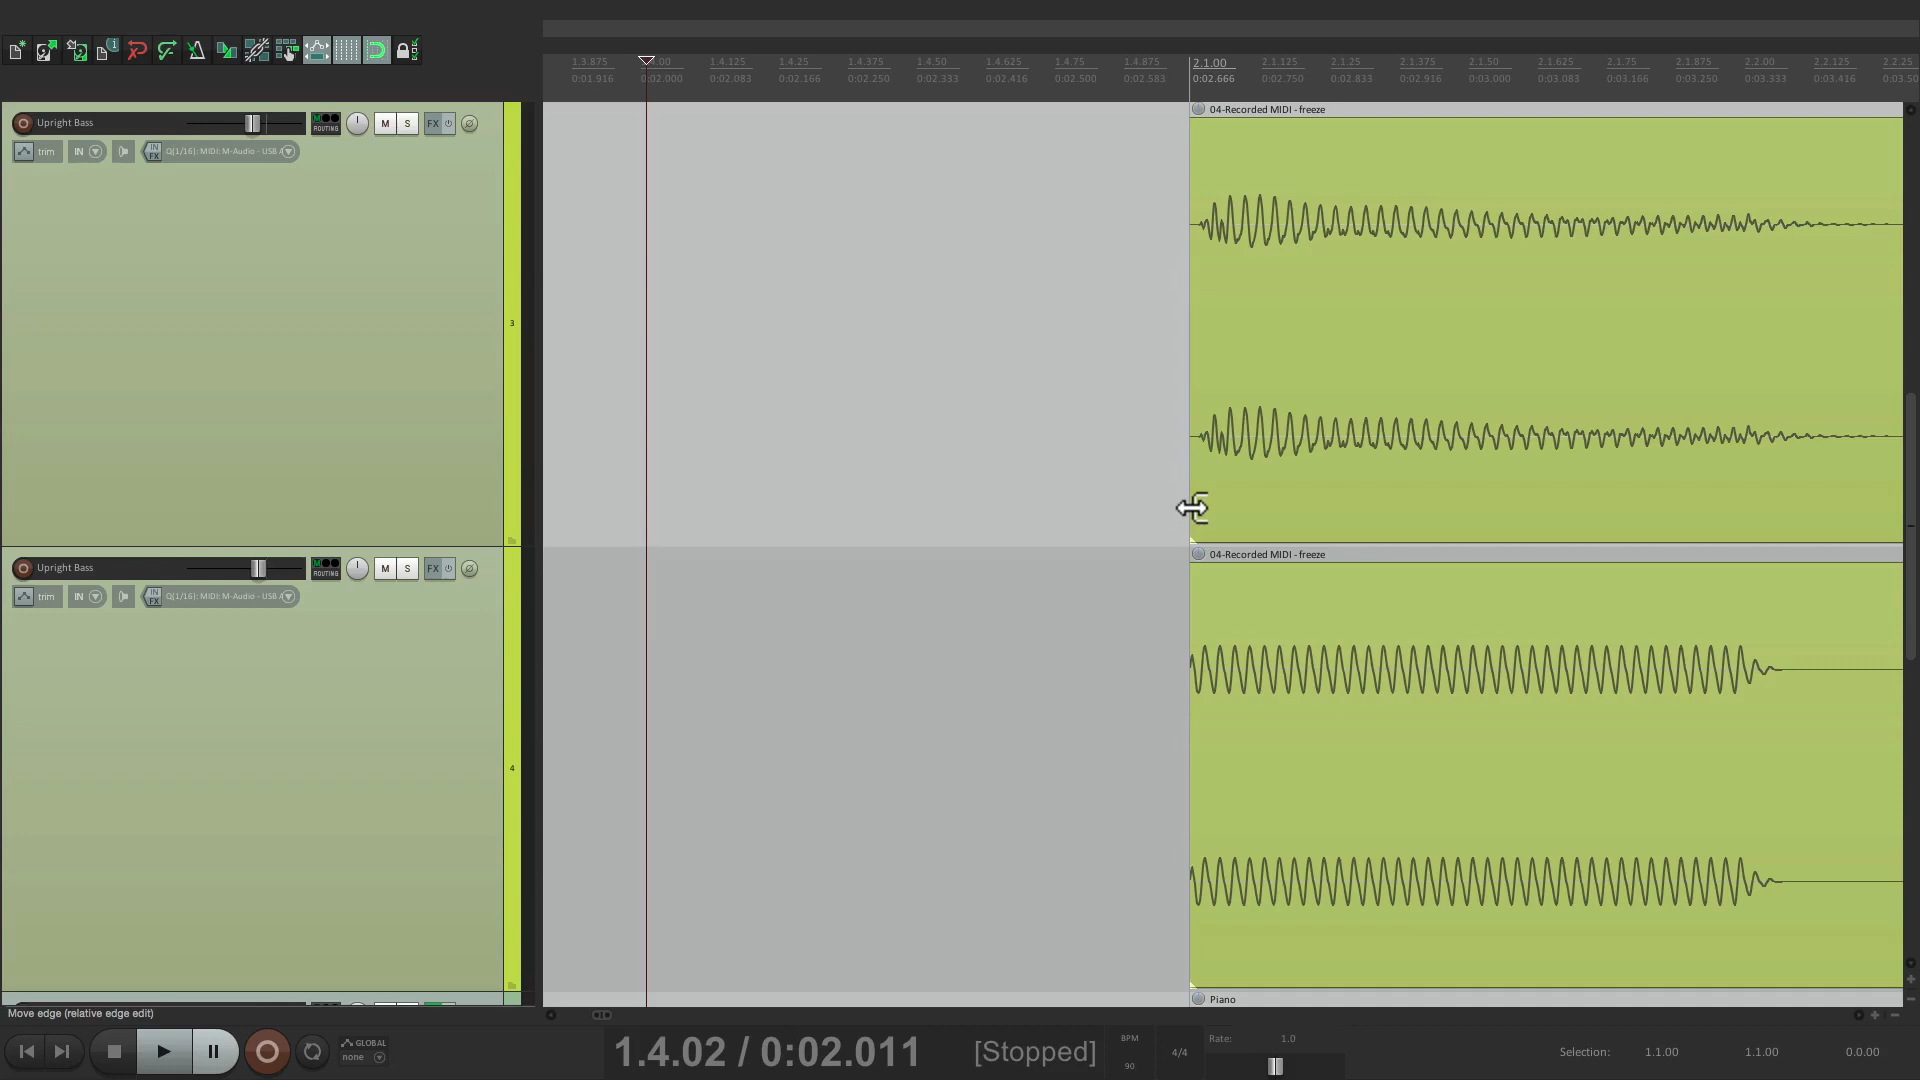 1.3.875 1.4.00 1.4.125 1.4.25 1.4.375 1.4.50 1.4.625 1.4.75 1.4.875 2.1.00 2.1.125 2.1.25 2.1.375 2.1.50 2.1.625 2.1.75 2.1.875 2.2.00 2.2.125 2.2.25
0:01.916 0:02.000 0:02.083 0:02.166 0:02.250 0:02.333 0:02.416 0:02.500 0:02.583 0:02.666 0:02.750 0:02.833 0:02.916 0:03.000 0:03.083 0:03.166 0:03.250 0:03.333 0:03.416 0:03.50
04-Recorded MIDI - freeze
Upright Bass M ROUTING M S FX
trim IN IN FX Q(1/16): MIDI: M-Audio - USB A
3
04-Recorded MIDI - freeze
Upright Bass M ROUTING M S FX
trim IN IN FX Q(1/16): MIDI: M-Audio - USB A
4
Piano
Move edge (relative edge edit)
GLOBAL
none
1.4.02 / 0:02.011 [Stopped]
BPM
90
4/4
Rate: 1.0
Selection: 1.1.00 1.1.00 0.0.00